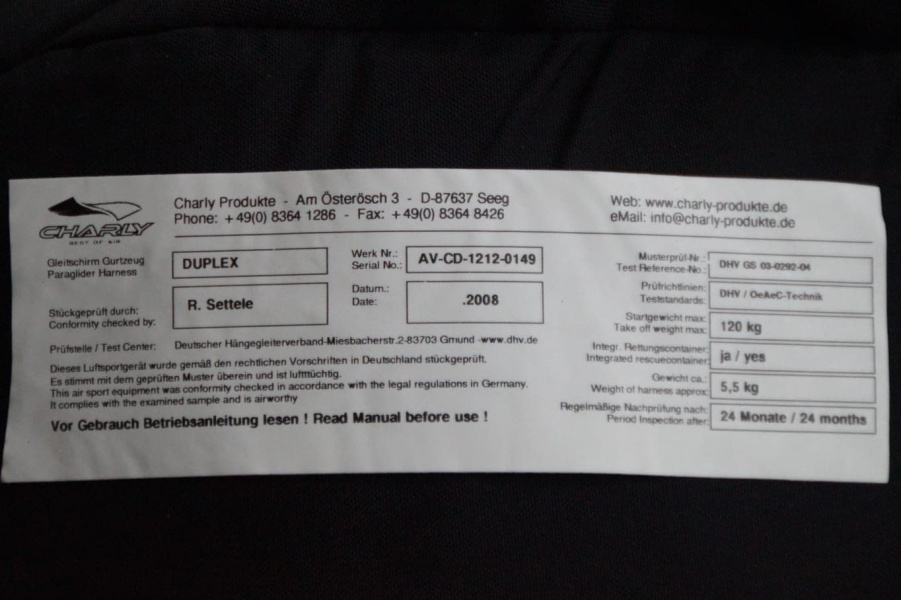 CHARLY
BEST OF AIR
Charly Produkte - Am Österösch 3 - D-87637 Seeg
Phone: +49(0) 8364 1286 - Fax: +49(0) 8364 8426
Web: www.charly-produkte.de
eMail: info@charly-produkte.de
Gleitschirm Gurtzeug
Paraglider Harness
DUPLEX
Werk Nr.:
Serial No.:
AV-CD-1212-0149
Stückgeprüft durch:
Conformity checked by:
R. Settele
Datum.:
Date:
.2008
Prüfstelle / Test Center: Deutscher Hängegleiterverband-Miesbacherstr.2-83703 Gmund -www.dhv.de
Dieses Luftsportgerät wurde gemäß den rechtlichen Vorschriften in Deutschland stückgeprüft.
Es stimmt mit dem geprüften Muster überein und ist lufttüchtig.
This air sport equipment was conformity checked in accordance with the legal regulations in Germany.
It complies with the examined sample and is airworthy
Vor Gebrauch Betriebsanleitung lesen ! Read Manual before use !
Musterprüf-Nr.:
Test Reference-No.:
DHV GS 03-0292-04
Prüfrichtlinien:
Teststandards:
DHV / OeAeC-Technik
Startgewicht max:
Take off weight max:
120 kg
Integr. Rettungscontainer:
Integrated rescuecontainer:
ja / yes
Gewicht ca.:
Weight of harness approx:
5,5 kg
Regelmäßige Nachprüfung nach:
Period Inspection after:
24 Monate / 24 months